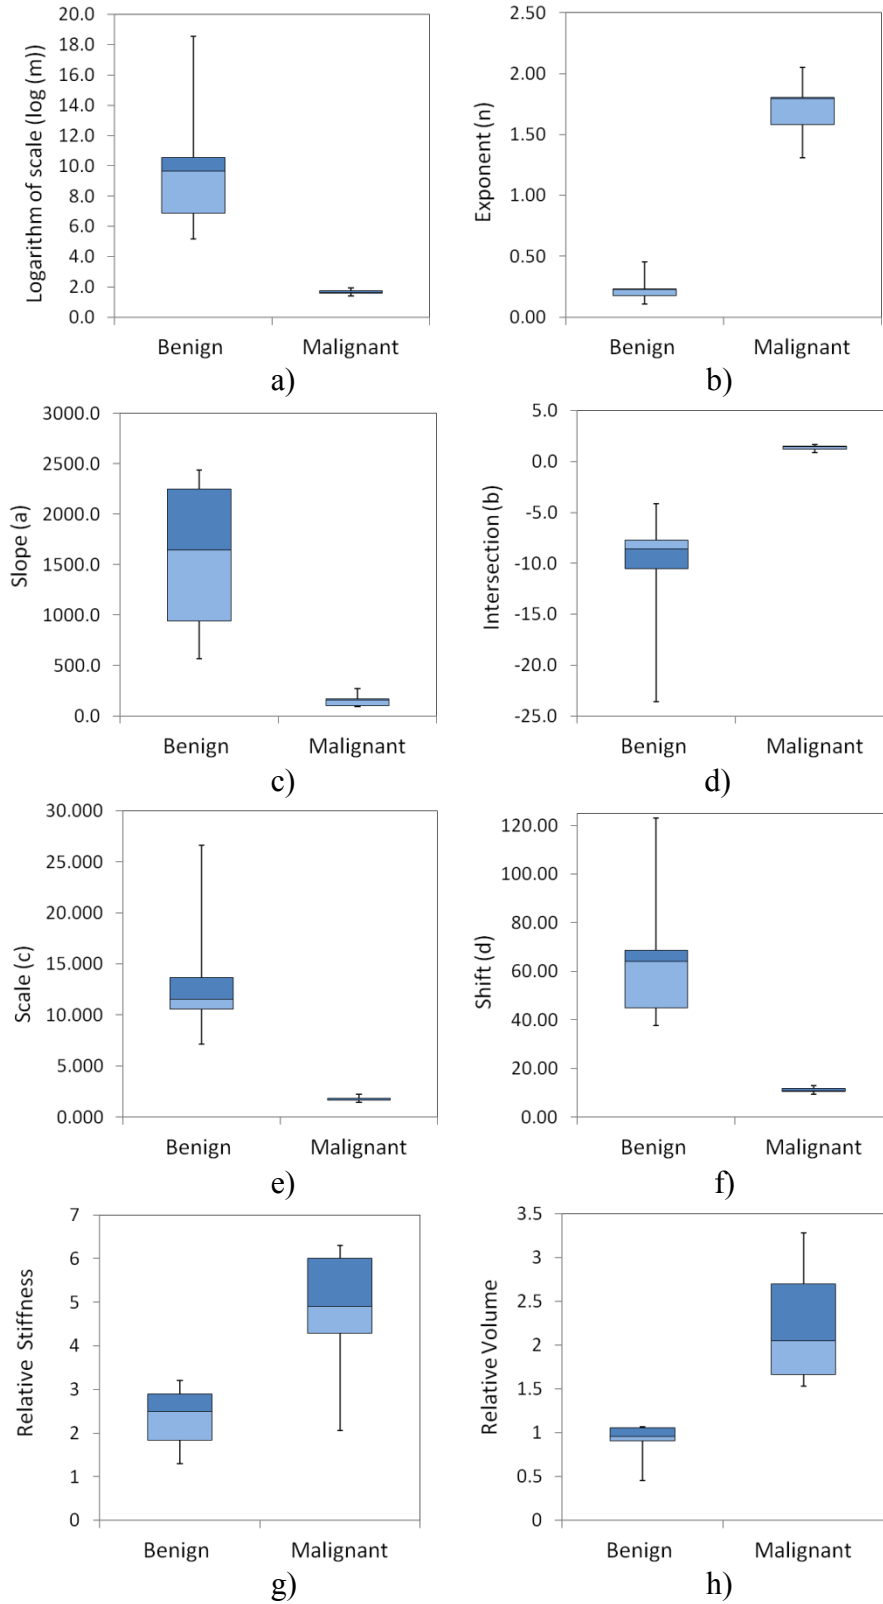 Logarithm of scale (log (m))
20.0
18.0
16.0
14.0
12.0
10.0
8.0
6.0
4.0
2.0
0.0
Benign Malignant
a)
Exponent (n)
2.50
2.00
1.50
1.00
0.50
0.00
Benign Malignant
b)
Slope (a)
3000.0
2500.0
2000.0
1500.0
1000.0
500.0
0.0
Benign Malignant
c)
Intersection (b)
5.0
0.0
-5.0
-10.0
-15.0
-20.0
-25.0
Benign Malignant
d)
Scale (c)
30.000
25.000
20.000
15.000
10.000
5.000
0.000
Benign Malignant
e)
Shift (d)
120.00
100.00
80.00
60.00
40.00
20.00
0.00
Benign Malignant
f)
Relative Stiffness
7
6
5
4
3
2
1
0
Benign Malignant
g)
Relative Volume
3.5
3
2.5
2
1.5
1
0.5
0
Benign Malignant
h)